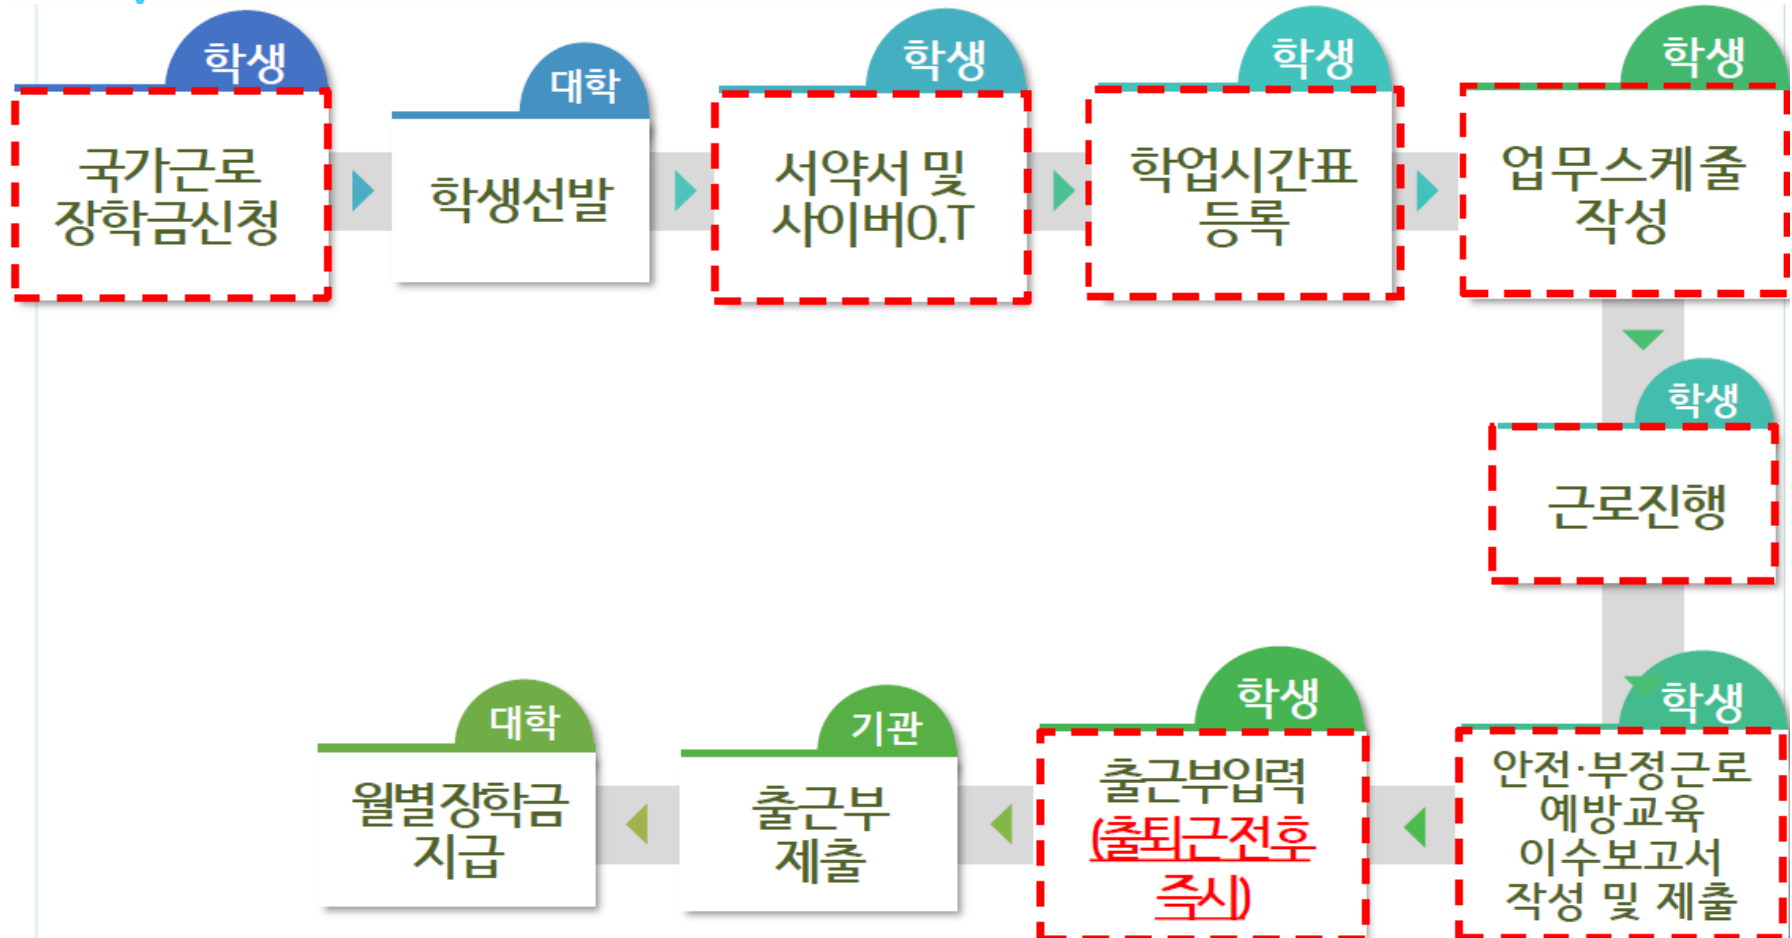 학생
국가근로
장학금신청
대학
학생선발
학생
서약서 및
사이버O.T
학생
학업시간표
등록
학생
업무스케줄
작성
학생
근로진행
학생
안전·부정근로
예방교육
이수보고서
작성 및 제출
학생
출근부입력
(출퇴근전후
즉시)
기관
출근부
제출
대학
월별장학금
지급